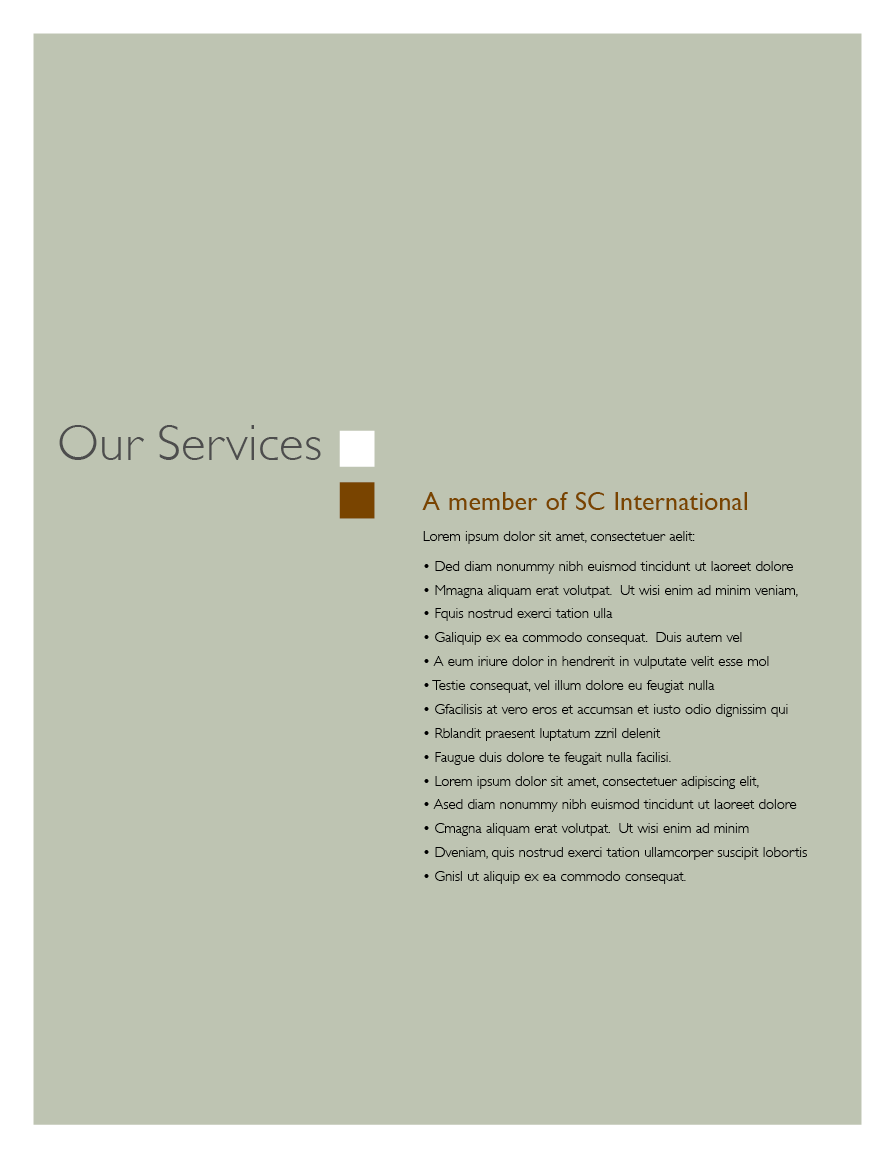 Our Services
A member of SC International
Lorem ipsum dolor sit amet, consectetuer aelit:
• Ded diam nonummy nibh euismod tincidunt ut laoreet dolore
• Mmagna aliquam erat volutpat.  Ut wisi enim ad minim veniam,
• Fquis nostrud exerci tation ulla
• Galiquip ex ea commodo consequat.  Duis autem vel
• A eum iriure dolor in hendrerit in vulputate velit esse mol
• Testie consequat, vel illum dolore eu feugiat nulla
• Gfacilisis at vero eros et accumsan et iusto odio dignissim qui
• Rblandit praesent luptatum zzril delenit
• Faugue duis dolore te feugait nulla facilisi.
• Lorem ipsum dolor sit amet, consectetuer adipiscing elit,
• Ased diam nonummy nibh euismod tincidunt ut laoreet dolore
• Cmagna aliquam erat volutpat.  Ut wisi enim ad minim
• Dveniam, quis nostrud exerci tation ullamcorper suscipit lobortis
• Gnisl ut aliquip ex ea commodo consequat.